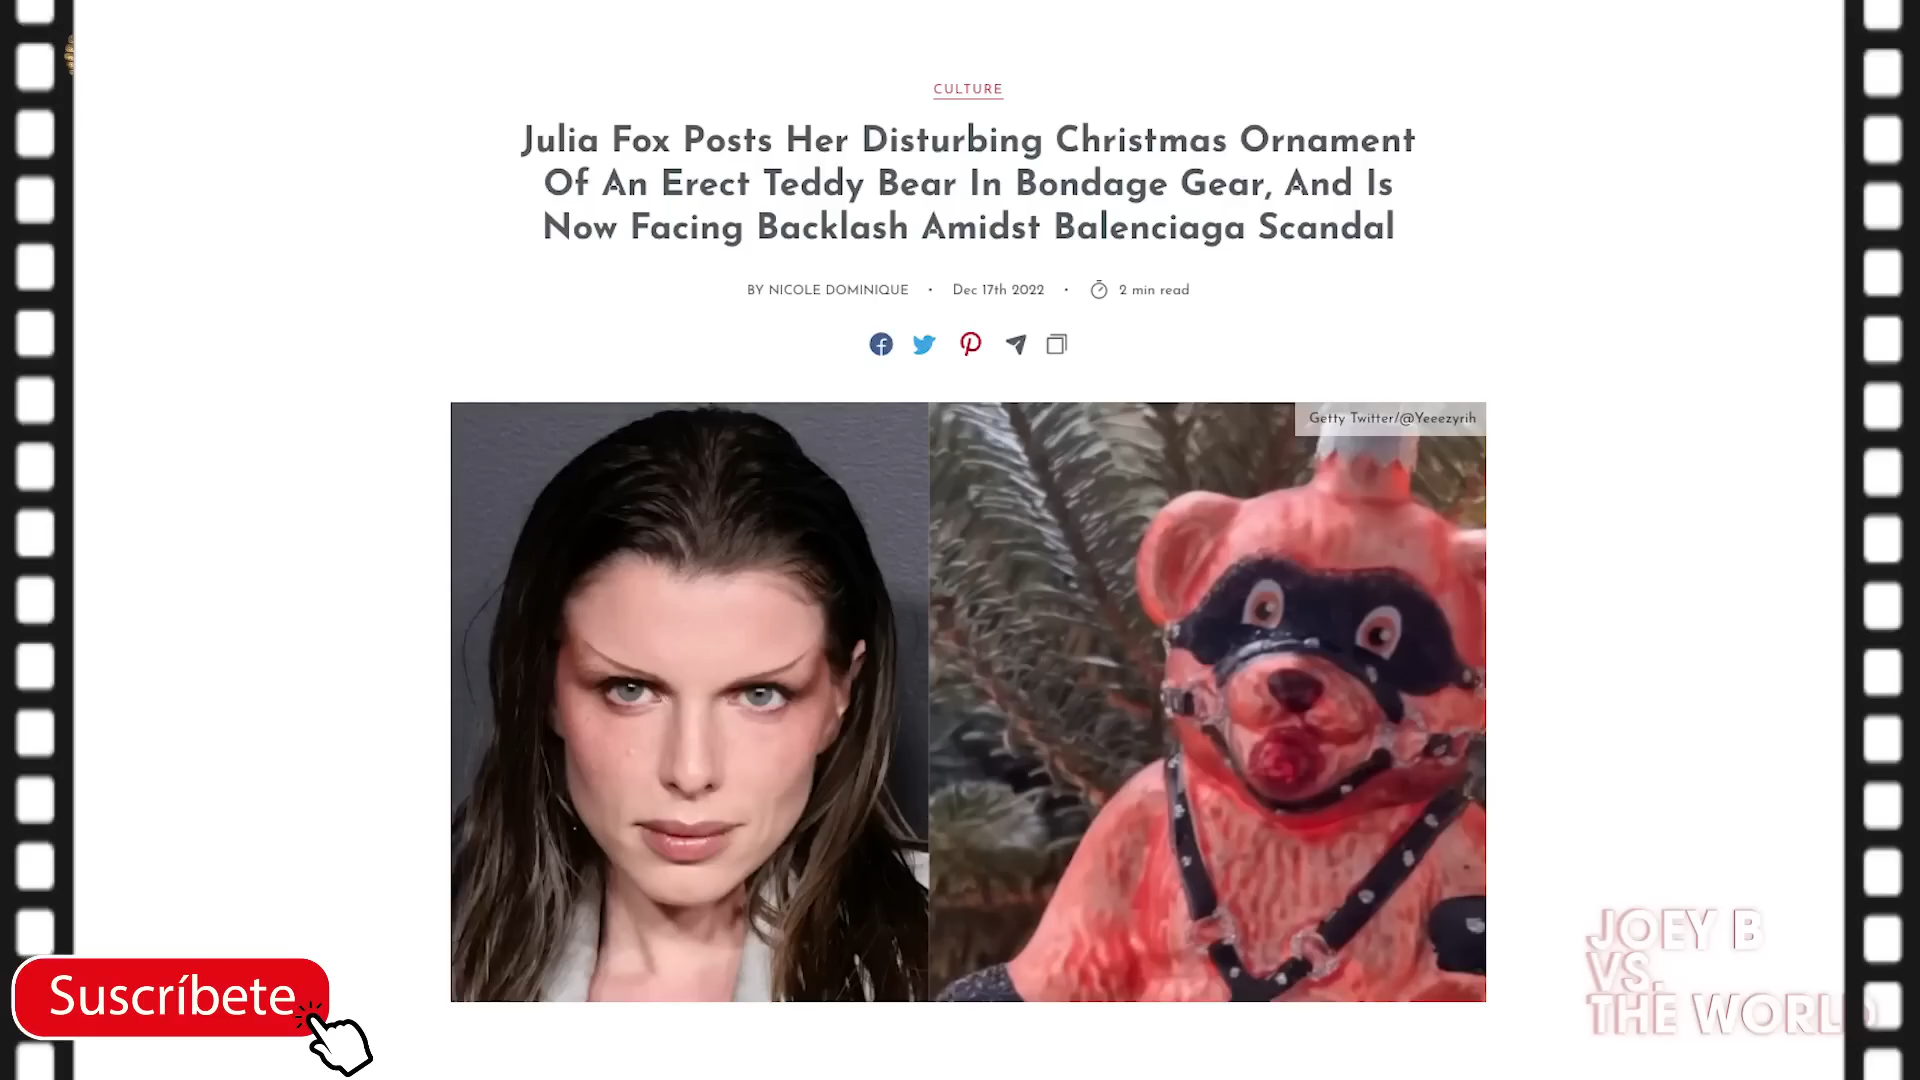 CULTURE
Julia Fox Posts Her Disturbing Christmas Ornament
Of An Erect Teddy Bear In Bondage Gear, And Is
Now Facing Backlash Amidst Balenciaga Scandal
BY NICOLE DOMINIQUE • Dec 17th 2022 • 2 min read
Getty Twitter/@Yeeezyrih
Suscríbete
JOEY B
VS.
THE WORLD